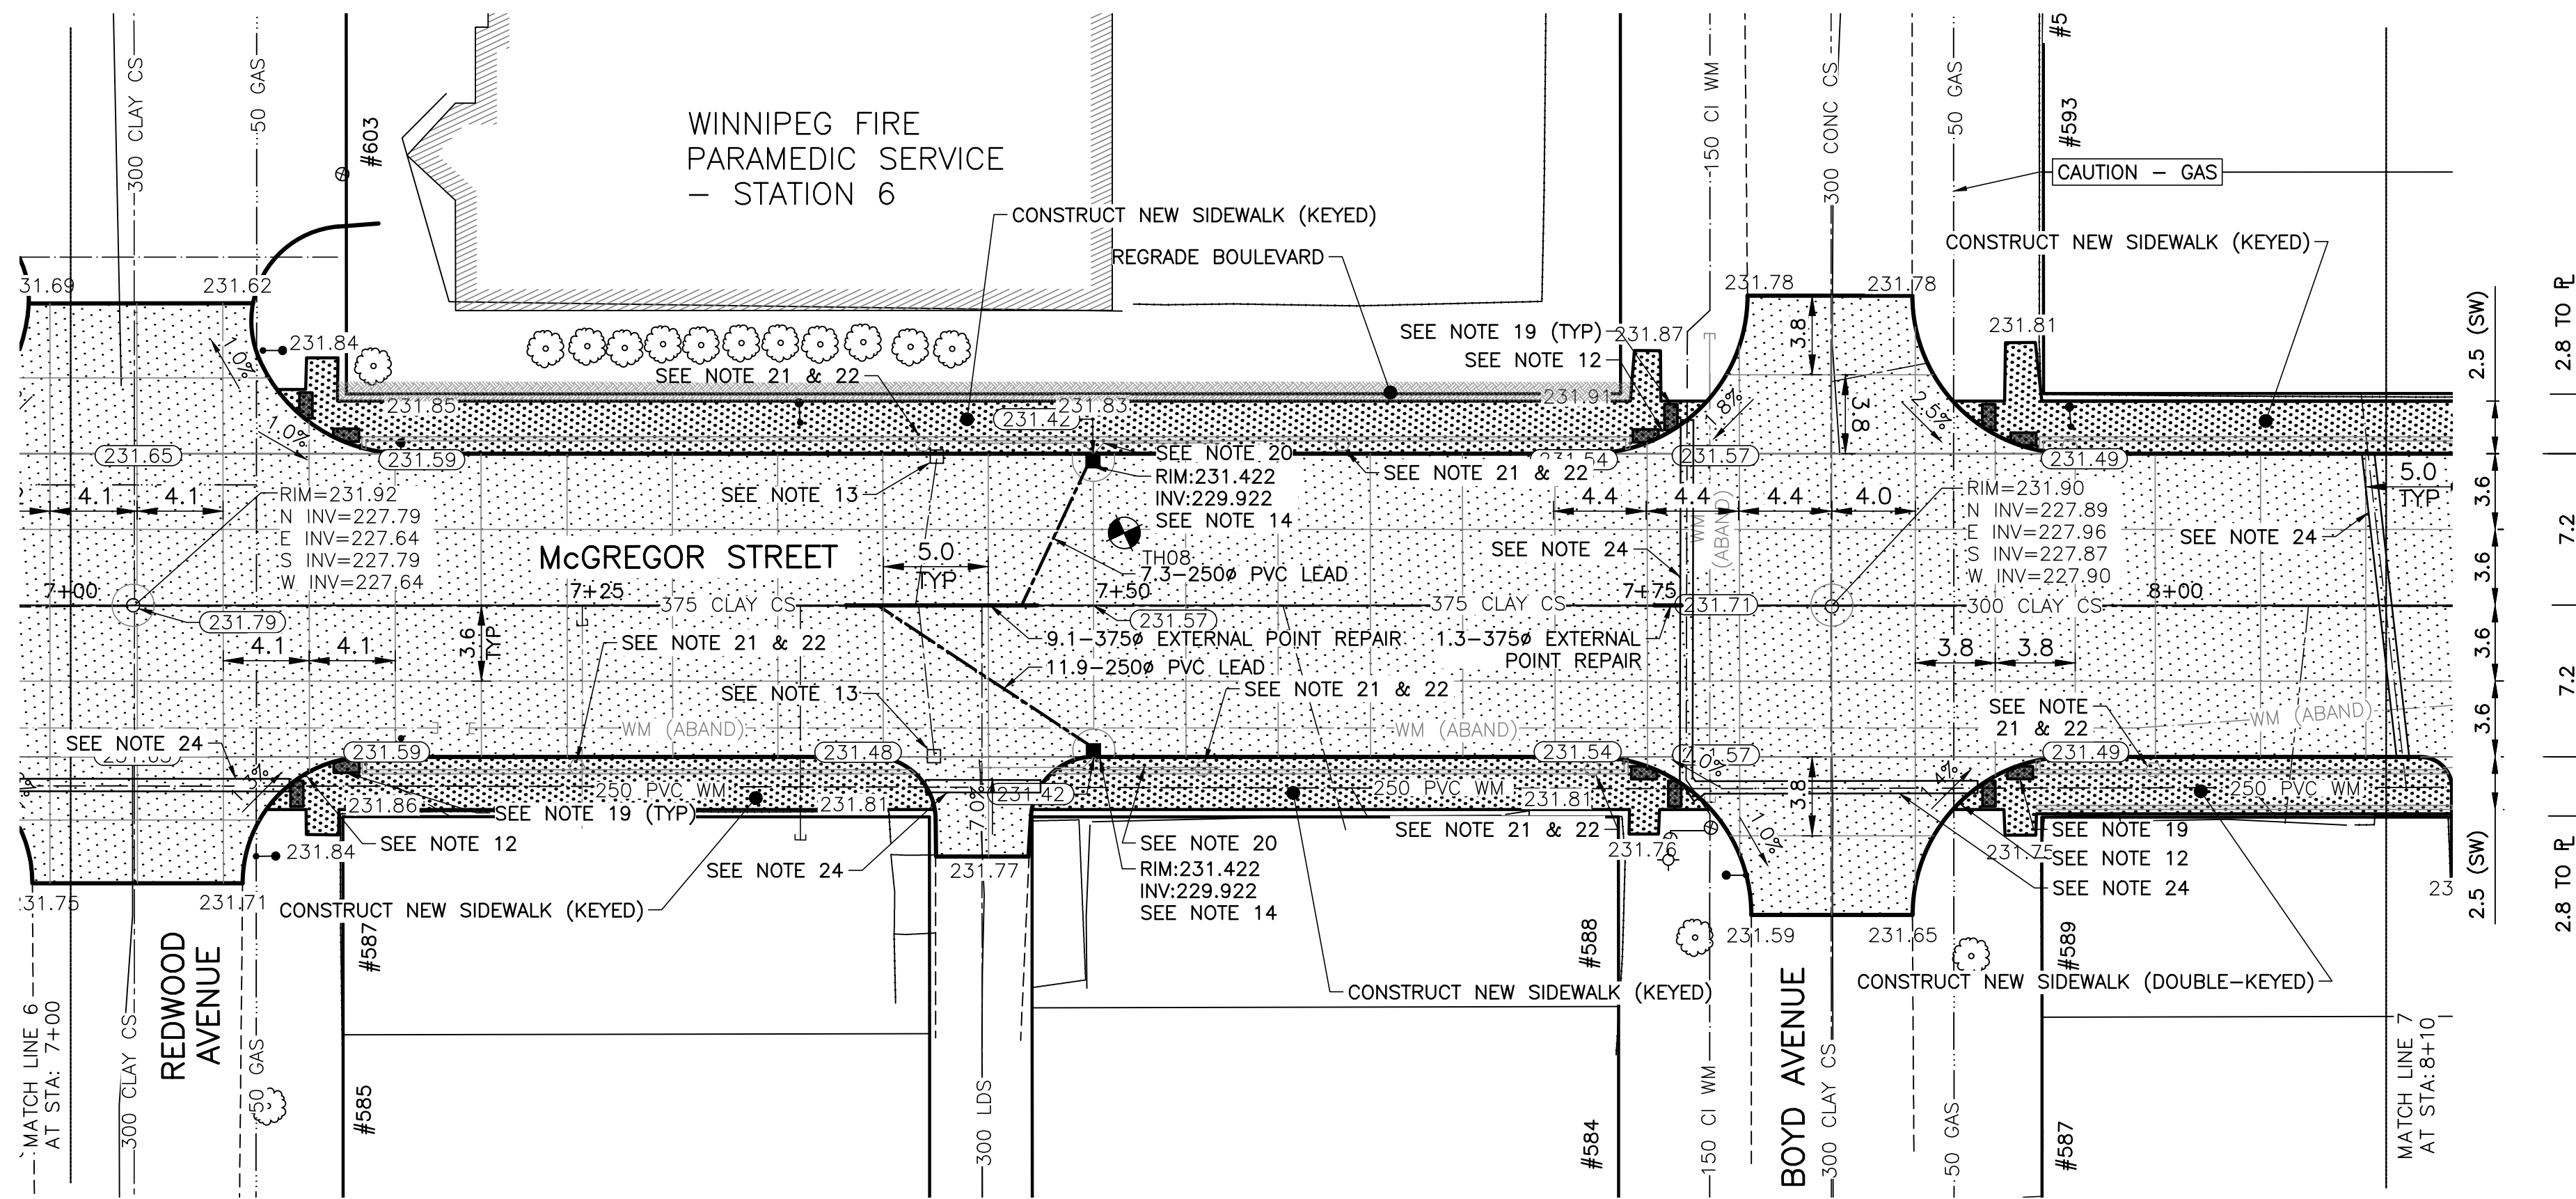 300 CLAY CS
50 GAS
#603
WINNIPEG FIRE
PARAMEDIC SERVICE
– STATION 6
CONSTRUCT NEW SIDEWALK (KEYED)
REGRADE BOULEVARD
150 CI WM
300 CONC CS
50 GAS
#5
#593
CAUTION – GAS
CONSTRUCT NEW SIDEWALK (KEYED)
2.5 (SW)
2.8 TO PL
31.69
231.62
231.78
231.78
231.84
1.0%
SEE NOTE 19 (TYP)
231.87
SEE NOTE 12
3.8
231.81
SEE NOTE 21 & 22
231.85
231.42
231.83
231.91
3.8
2.5%
1.0%
231.65
231.59
SEE NOTE 20
RIM:231.422
INV:229.922
SEE NOTE 14
SEE NOTE 21 & 22
231.54
231.57
231.49
5.0
TYP
4.1
4.1
RIM=231.92
N INV=227.79
E INV=227.64
S INV=227.79
W INV=227.64
SEE NOTE 13
4.4
4.4
4.4
4.0
WM
(ABAND)
RIM=231.90
N INV=227.89
E INV=227.96
S INV=227.87
W INV=227.90
SEE NOTE 24
3.6
7.2
McGREGOR STREET
5.0
TYP
TH08
7.3–250ø PVC LEAD
SEE NOTE 24
3.6
7+00
7+25
375 CLAY CS
7+50
375 CLAY CS
7+75
231.71
300 CLAY CS
8+00
231.79
231.57
4.1
4.1
3.6
TYP
SEE NOTE 21 & 22
9.1–375ø EXTERNAL POINT REPAIR
1.3–375ø EXTERNAL
POINT REPAIR
11.9–250ø PVC LEAD
3.8
3.8
3.6
7.2
SEE NOTE 13
SEE NOTE 21 & 22
SEE NOTE
21 & 22
3.6
WM (ABAND)
WM (ABAND)
WM (ABAND)
SEE NOTE 24
231.59
231.48
231.54
231.49
250 PVC WM
250 PVC WM
250 PVC WM
231.86
SEE NOTE 19 (TYP)
231.81
7.0%
231.42
231.81
3.8
SEE NOTE 12
231.84
SEE NOTE 24
SEE NOTE 20
RIM:231.422
INV:229.922
SEE NOTE 14
SEE NOTE 21 & 22
231.76
1.0%
231.75
SEE NOTE 19
SEE NOTE 12
SEE NOTE 24
231.77
2.5 (SW)
2.8 TO PL
23
231.71
CONSTRUCT NEW SIDEWALK (KEYED)
231.59
231.65
REDWOOD
AVENUE
#587
#588
#589
CONSTRUCT NEW SIDEWALK (KEYED)
CONSTRUCT NEW SIDEWALK (DOUBLE–KEYED)
MATCH LINE 6
AT STA: 7+00
300 CLAY CS
50 GAS
#585
300 LDS
#584
150 CI WM
BOYD AVENUE
300 CLAY CS
50 GAS
#587
MATCH LINE 7
AT STA:8+10